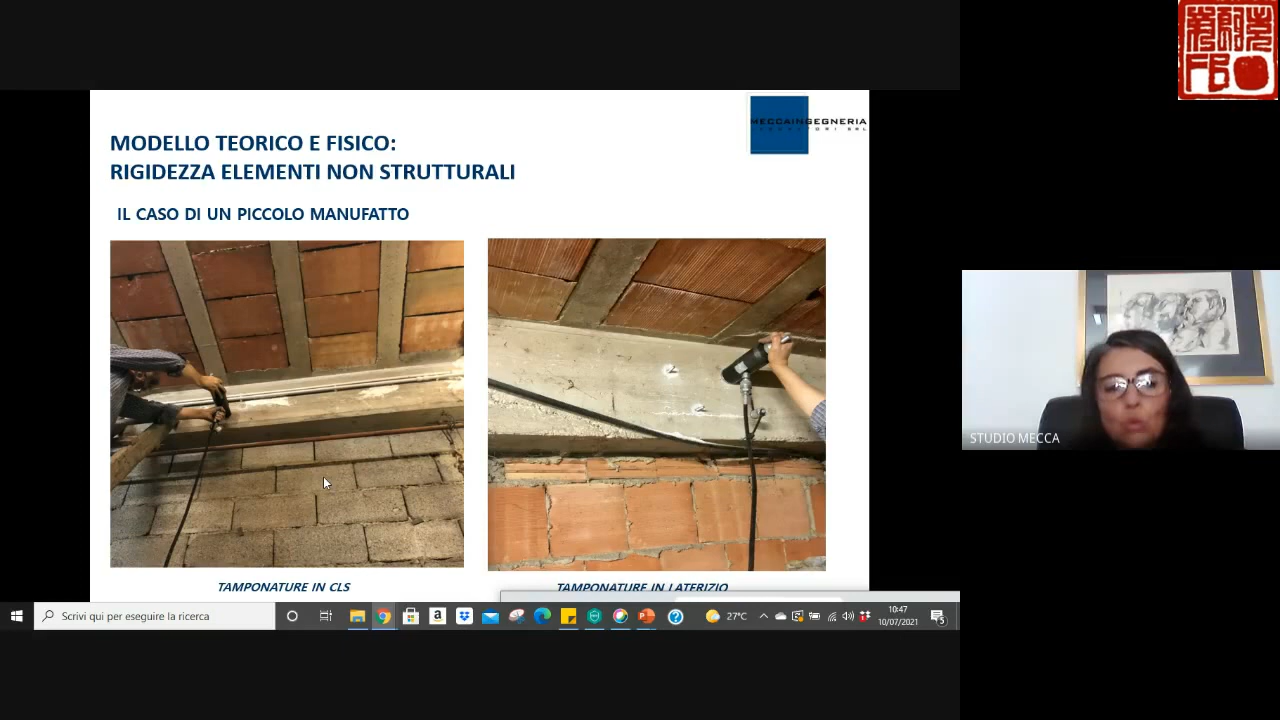 MECCAINGEGNERIA
MODELLO TEORICO E FISICO:
RIGIDEZZA ELEMENTI NON STRUTTURALI
IL CASO DI UN PICCOLO MANUFATTO
TAMPONATURE IN CLS
TAMPONATURE IN LATERIZIO
STUDIO MECCA
Scrivi qui per eseguire la ricerca
27°C
10:47
10/07/2021
5